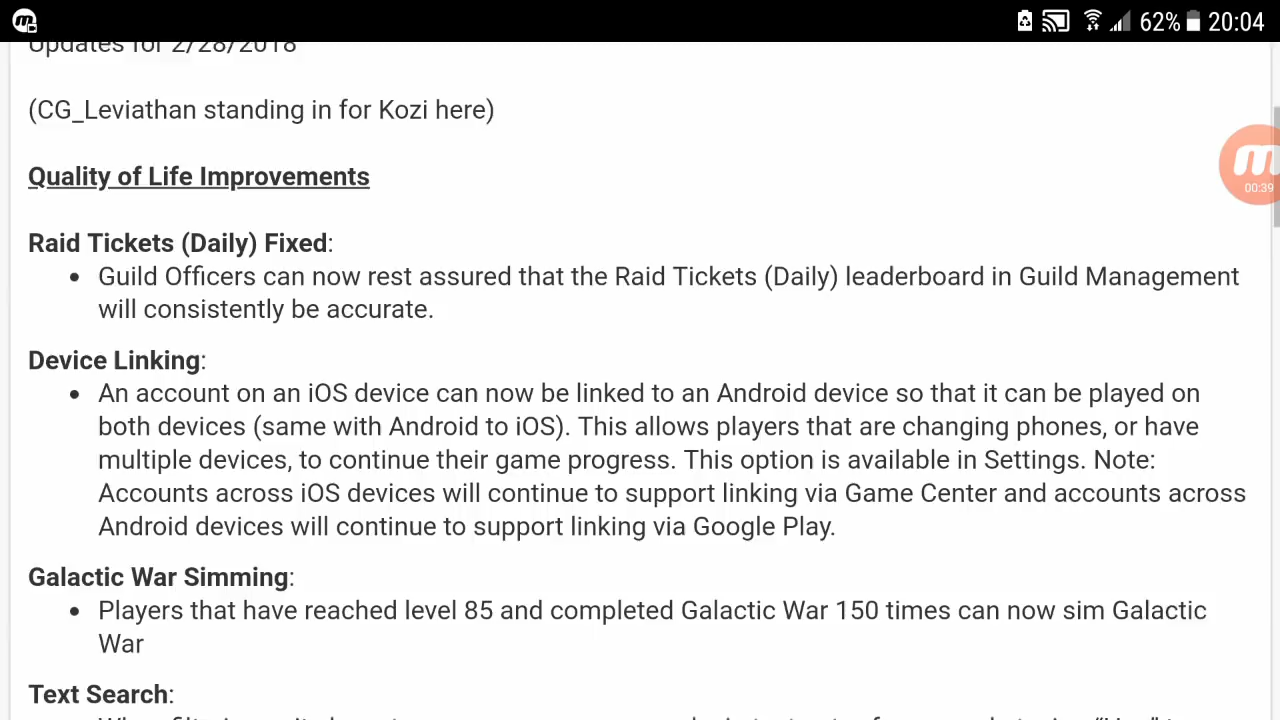 62% 20:04
Updates for 2/28/2018
(CG_Leviathan standing in for Kozi here)
00:39
Quality of Life Improvements
Raid Tickets (Daily) Fixed:
• Guild Officers can now rest assured that the Raid Tickets (Daily) leaderboard in Guild Management
will consistently be accurate.
Device Linking:
• An account on an iOS device can now be linked to an Android device so that it can be played on
both devices (same with Android to iOS). This allows players that are changing phones, or have
multiple devices, to continue their game progress. This option is available in Settings. Note:
Accounts across iOS devices will continue to support linking via Game Center and accounts across
Android devices will continue to support linking via Google Play.
Galactic War Simming:
• Players that have reached level 85 and completed Galactic War 150 times can now sim Galactic
War
Text Search: